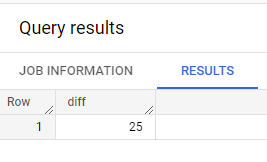 Query results
JOB INFORMATION RESULTS
Row diff
1 25